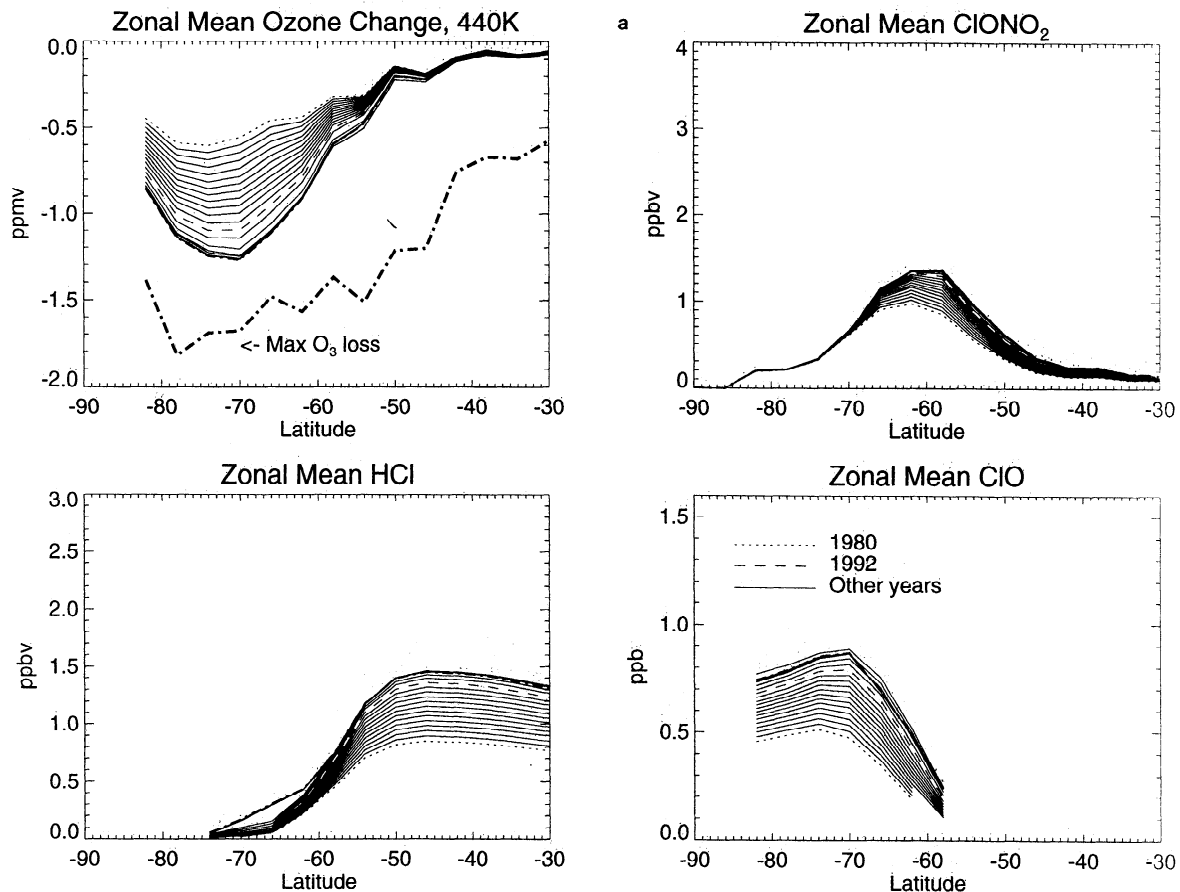 Zonal Mean Ozone Change, 440K
0.0
-0.5
-1.0
-1.5
-2.0
ppmv
<- Max O₃ loss
-90 -80 -70 -60 -50 -40 -30
Latitude
a
Zonal Mean ClONO₂
4
3
2
1
0
ppbv
-90 -80 -70 -60 -50 -40 -30
Latitude
Zonal Mean HCl
3.0
2.5
2.0
1.5
1.0
0.5
0.0
ppbv
-90 -80 -70 -60 -50 -40 -30
Latitude
Zonal Mean ClO
1.5
1.0
0.5
0.0
ppb
1980
1992
Other years
-90 -80 -70 -60 -50 -40 -30
Latitude